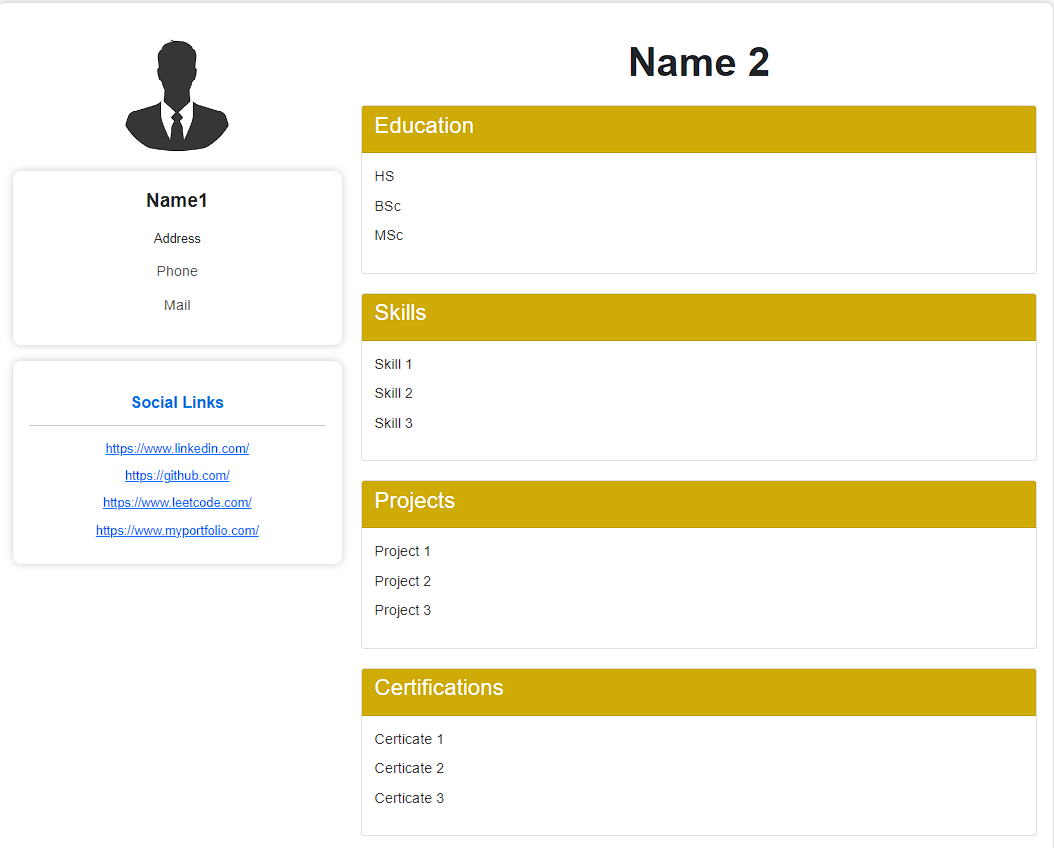 Name1
Address
Phone
Mail
Social Links
https://www.linkedin.com/
https://github.com/
https://www.leetcode.com/
https://www.myportfolio.com/
Name 2
Education
HS
BSc
MSc
Skills
Skill 1
Skill 2
Skill 3
Projects
Project 1
Project 2
Project 3
Certifications
Certicate 1
Certicate 2
Certicate 3